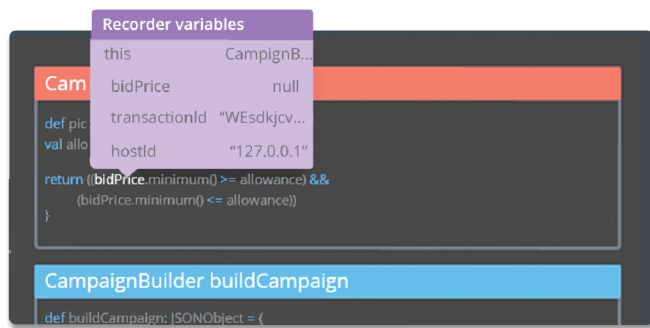 Recorder variables
this CampignB...
bidPrice null
transactionId “WEsdkjcv...
hostId “127.0.0.1”
Cam
def pic
val allo
return ((bidPrice.minimum() >= allowance) &&
(bidPrice.minimum() <= allowance))
}
CampaignBuilder buildCampaign
def buildCampaign: JSONObject = {